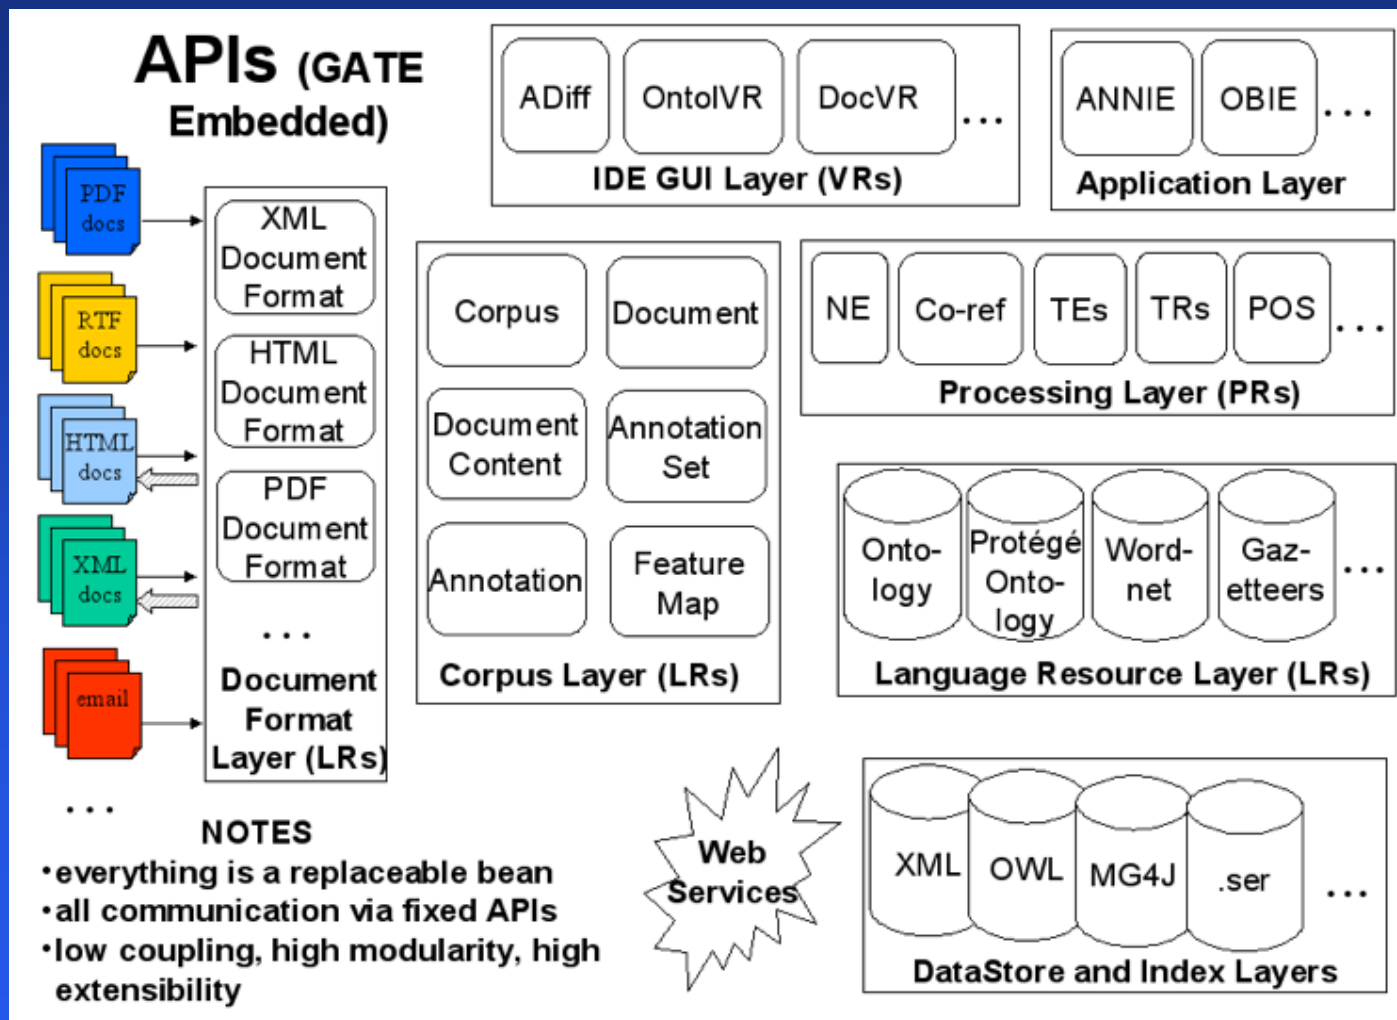 APIs (GATE
Embedded)
PDF
docs
RTF
docs
HTML
docs
XML
docs
email
...
XML
Document
Format
HTML
Document
Format
PDF
Document
Format
...
Document
Format
Layer (LRs)
ADiff
OntolVR
DocVR
...
IDE GUI Layer (VRs)
ANNIE
OBIE
...
Application Layer
Corpus
Document
Document
Content
Annotation
Set
Annotation
Feature
Map
Corpus Layer (LRs)
NE
Co-ref
TEs
TRs
POS
...
Processing Layer (PRs)
Onto-
logy
Protégé
Onto-
logy
Word-
net
Gaz-
etteers
...
Language Resource Layer (LRs)
NOTES
•everything is a replaceable bean
•all communication via fixed APIs
•low coupling, high modularity, high
extensibility
Web
Services
XML
OWL
MG4J
.ser
...
DataStore and Index Layers